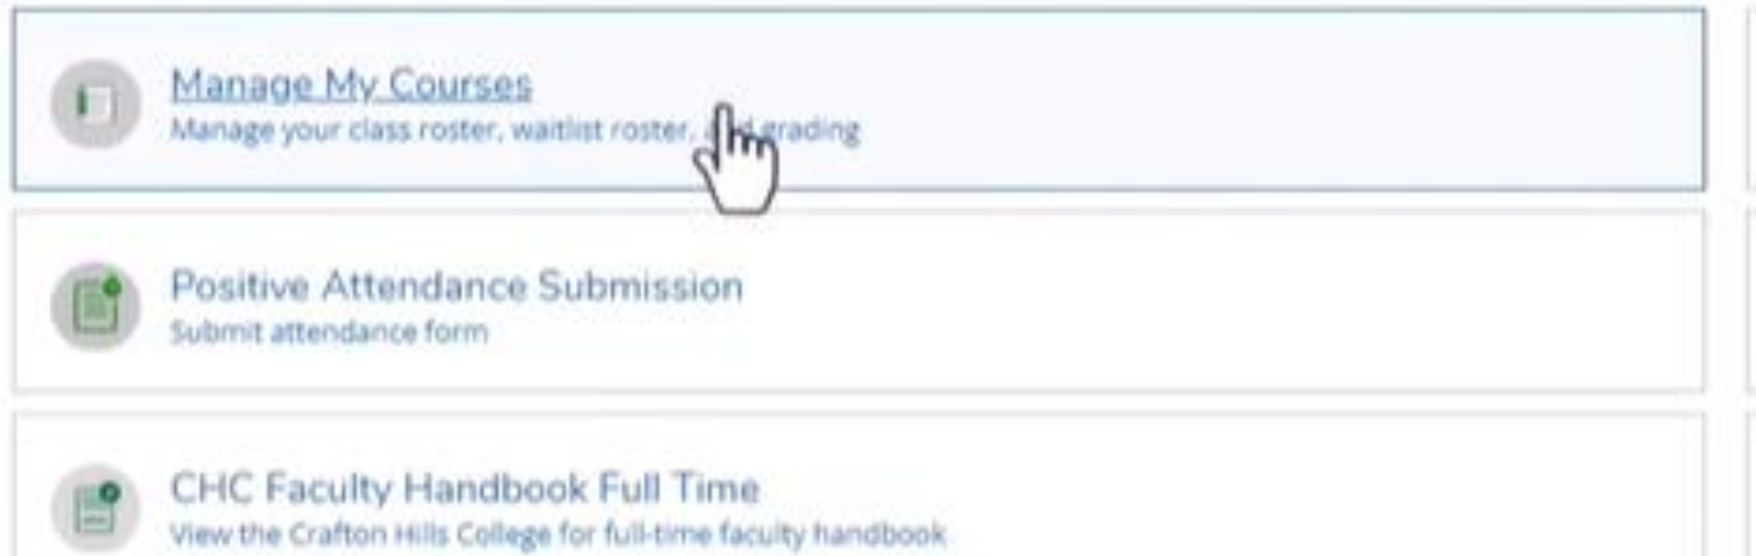 Manage My Courses
Manage your class roster, waitlist roster, and grading
Positive Attendance Submission
Submit attendance form
CHC Faculty Handbook Full Time
View the Crafton Hills College for full-time faculty handbook